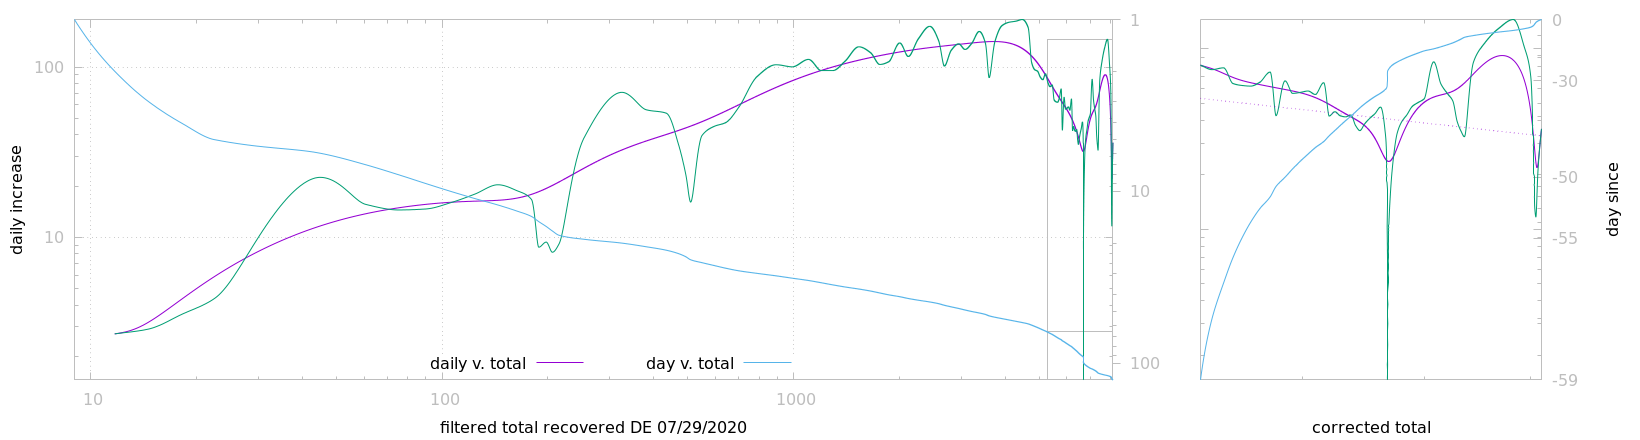 1
0
100
-30
daily increase
10
10
-50
day since
-55
daily v. total
day v. total
100
-59
10
100
1000
filtered total recovered DE 07/29/2020
corrected total